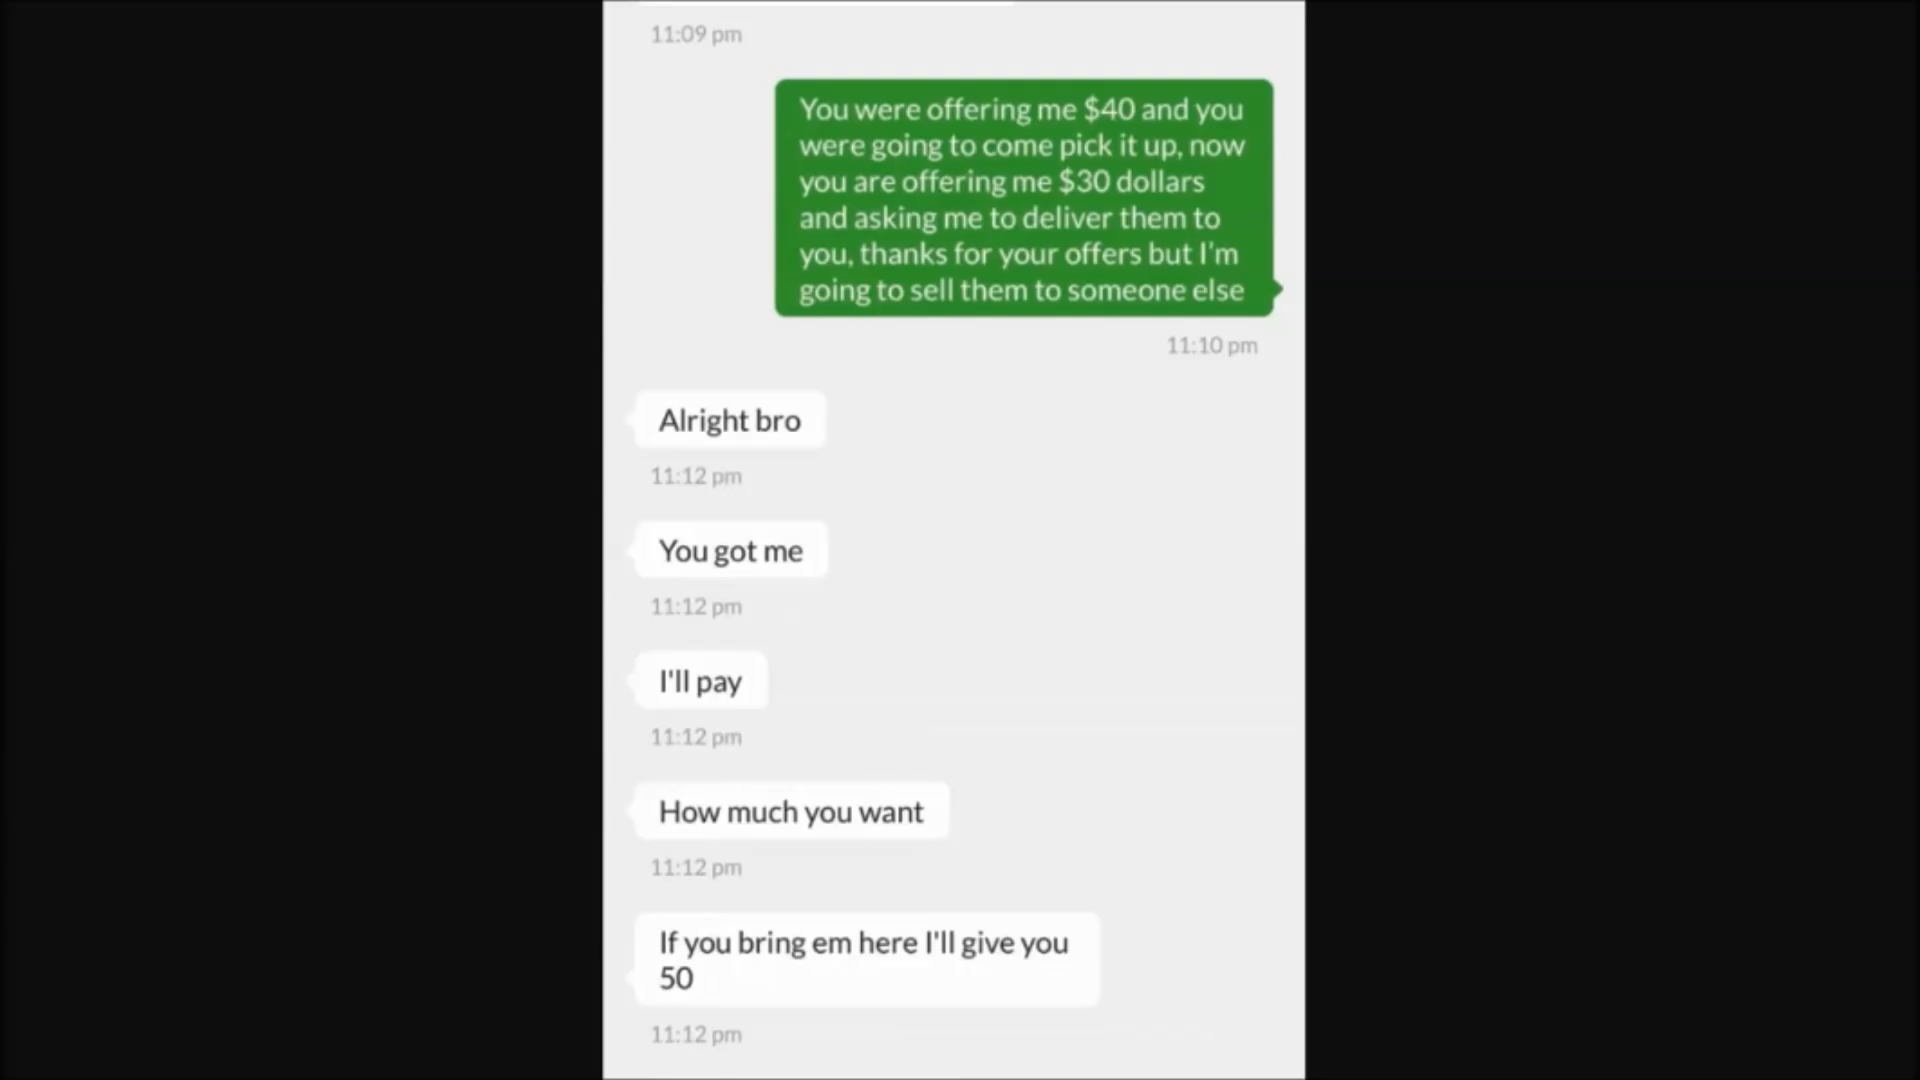 11:09 pm
You were offering me $40 and you
were going to come pick it up, now
you are offering me $30 dollars
and asking me to deliver them to
you, thanks for your offers but I'm
going to sell them to someone else
11:10 pm
Alright bro
11:12 pm
You got me
11:12 pm
I'll pay
11:12 pm
How much you want
11:12 pm
If you bring em here I'll give you
50
11:12 pm